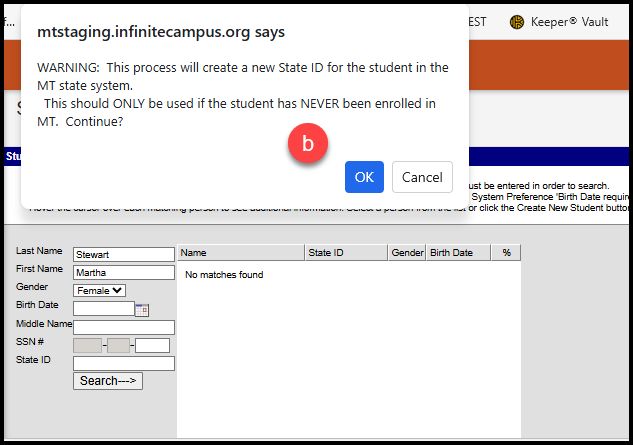 f...
EST
Keeper® Vault
mtstaging.infinitecampus.org says
WARNING:  This process will create a new State ID for the student in the
MT state system.
  This should ONLY be used if the student has NEVER been enrolled in
MT.  Continue?
b
OK
Cancel
S
Stu
ust be entered in order to search.
System Preference 'Birth Date require
Hover the cursor over each matching person to see additional information. Select a person from the list or click the Create New Student button
Last Name
Stewart
First Name
Martha
Gender
Female
Birth Date
Middle Name
SSN #
-
-
State ID
Search--->
Name
State ID
Gender
Birth Date
%
No matches found